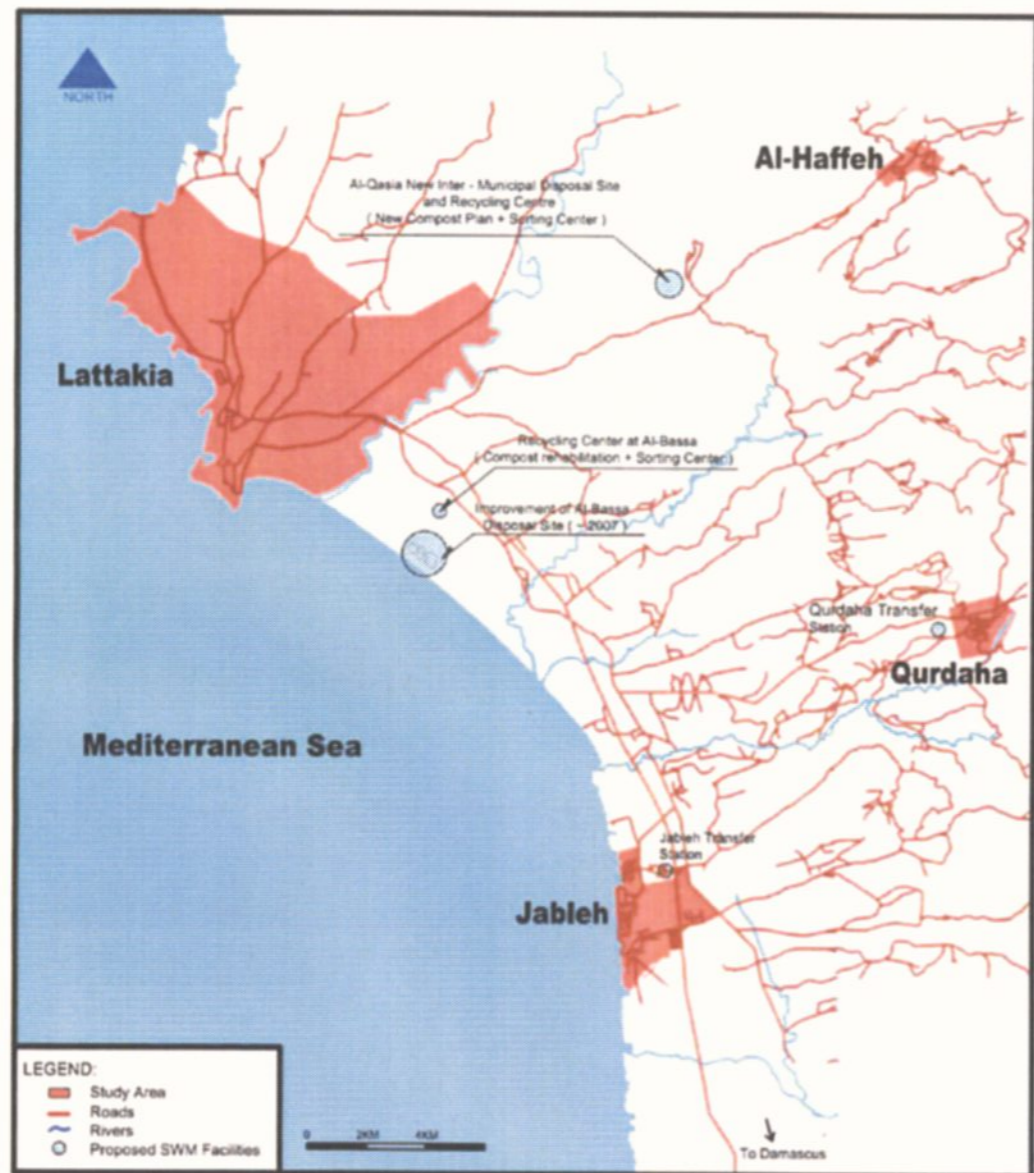 NORTH
Al-Haffeh
Al-Qasia New Inter - Municipal Disposal Site
and Recycling Centre
( New Compost Plan + Sorting Center )
Lattakia
Recycling Center at Al-Bassa
( Compost rehabilitation + Sorting Center )
Improvement of Al-Bassa
Disposal Site ( ~ 2007 )
Qurdaha Transfer
Station
Qurdaha
Mediterranean Sea
Jableh Transfer
Station
Jableh
LEGEND:
Study Area
Roads
Rivers
Proposed SWM Facilities
0 2KM 4KM
To Damascus